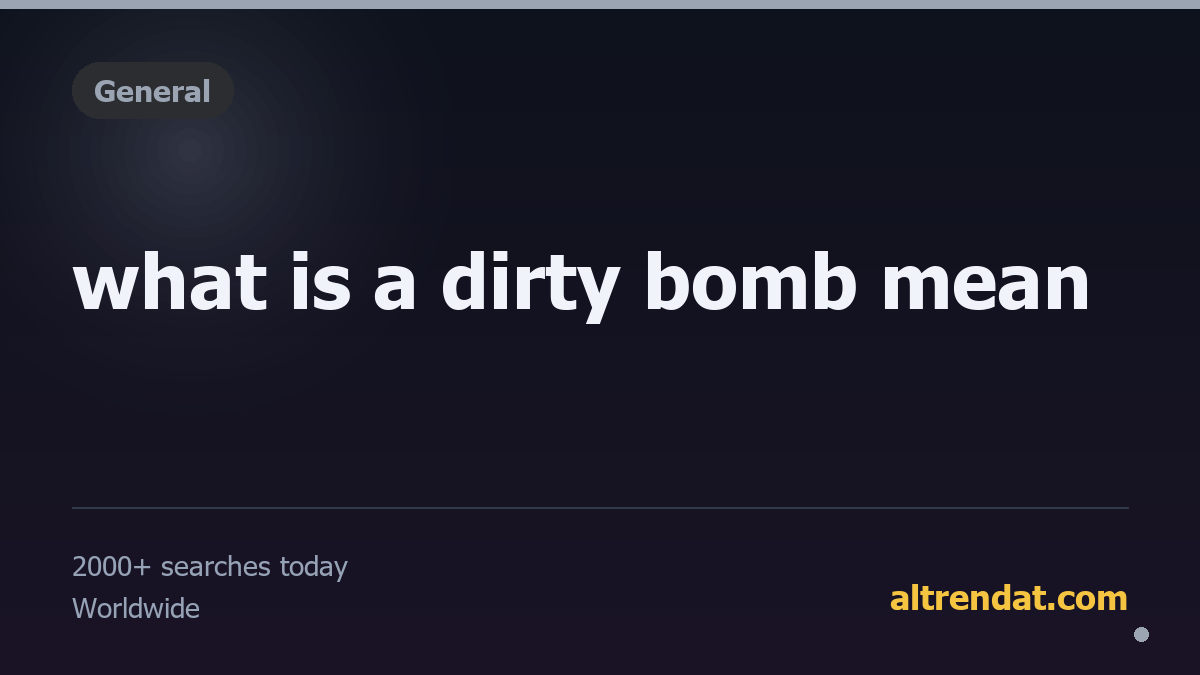 General
what is a dirty bomb mean
2000+ searches today
Worldwide
altrendat.com